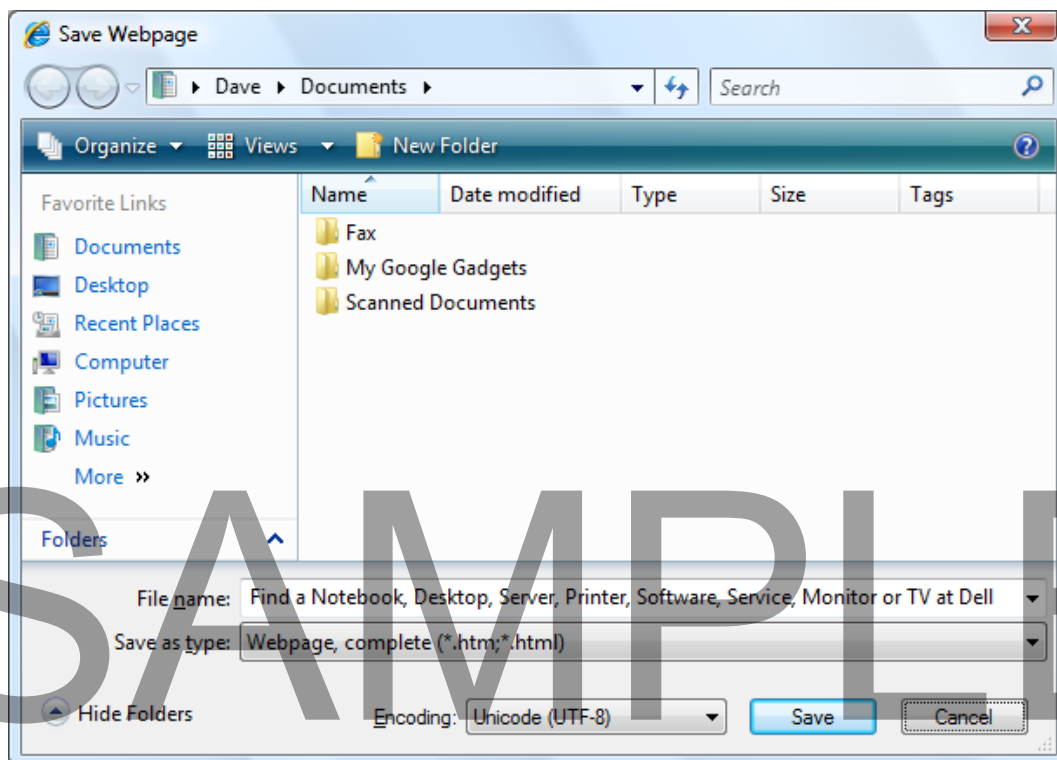 Save Webpage
Dave Documents Search
Organize Views New Folder
Favorite Links
Documents
Desktop
Recent Places
Computer
Pictures
Music
More »
Folders
Name Date modified Type Size Tags
Fax
My Google Gadgets
Scanned Documents
File name: Find a Notebook, Desktop, Server, Printer, Software, Service, Monitor or TV at Dell
Save as type: Webpage, complete (*.htm;*.html)
Hide Folders Encoding: Unicode (UTF-8) Save Cancel
SAMPLE